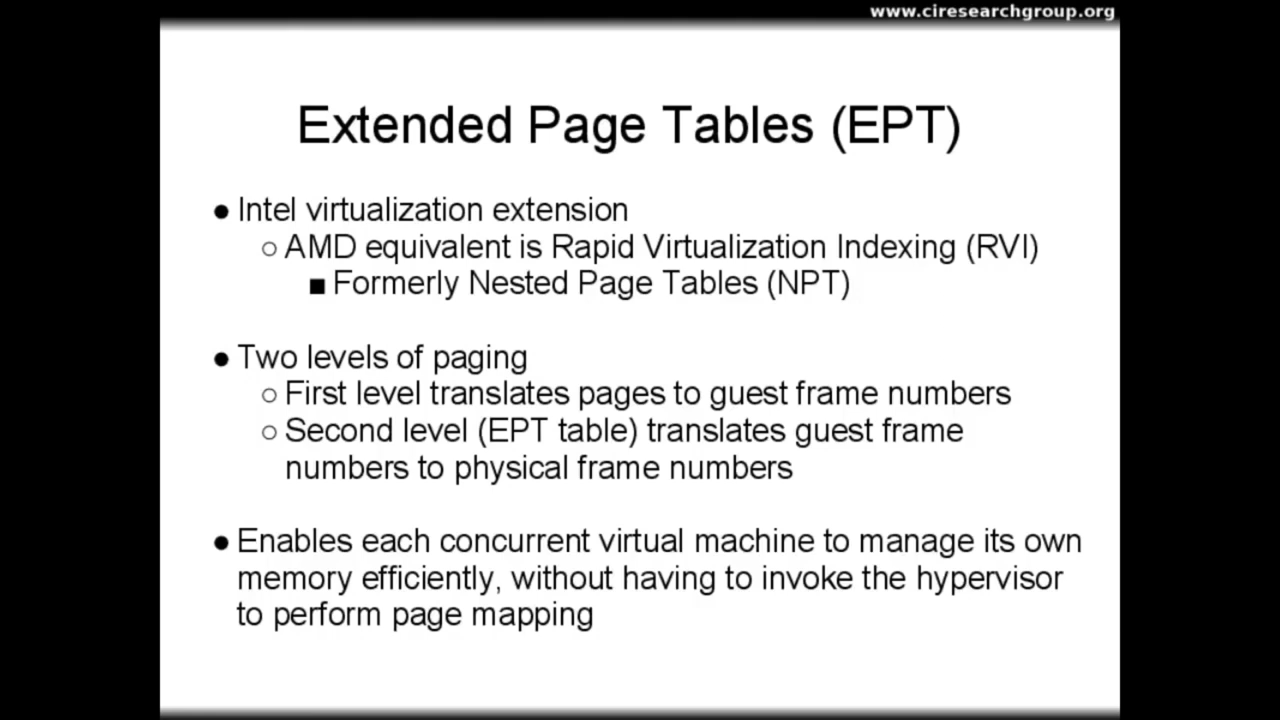 www.ciresearchgroup.org
Extended Page Tables (EPT)
● Intel virtualization extension
○ AMD equivalent is Rapid Virtualization Indexing (RVI)
■ Formerly Nested Page Tables (NPT)
● Two levels of paging
○ First level translates pages to guest frame numbers
○ Second level (EPT table) translates guest frame
numbers to physical frame numbers
● Enables each concurrent virtual machine to manage its own
memory efficiently, without having to invoke the hypervisor
to perform page mapping